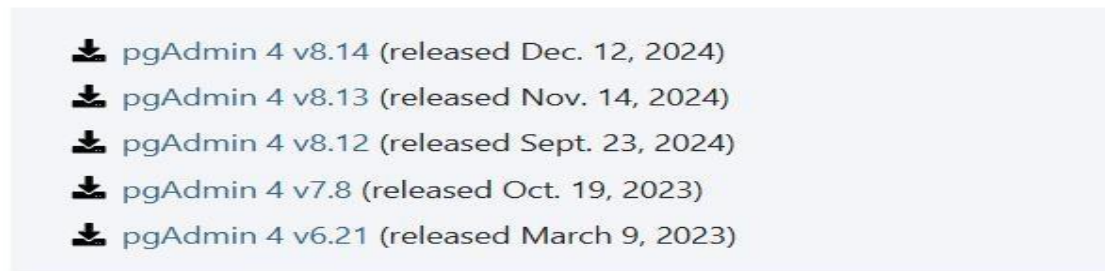 pgAdmin 4 v8.14 (released Dec. 12, 2024)
pgAdmin 4 v8.13 (released Nov. 14, 2024)
pgAdmin 4 v8.12 (released Sept. 23, 2024)
pgAdmin 4 v7.8 (released Oct. 19, 2023)
pgAdmin 4 v6.21 (released March 9, 2023)